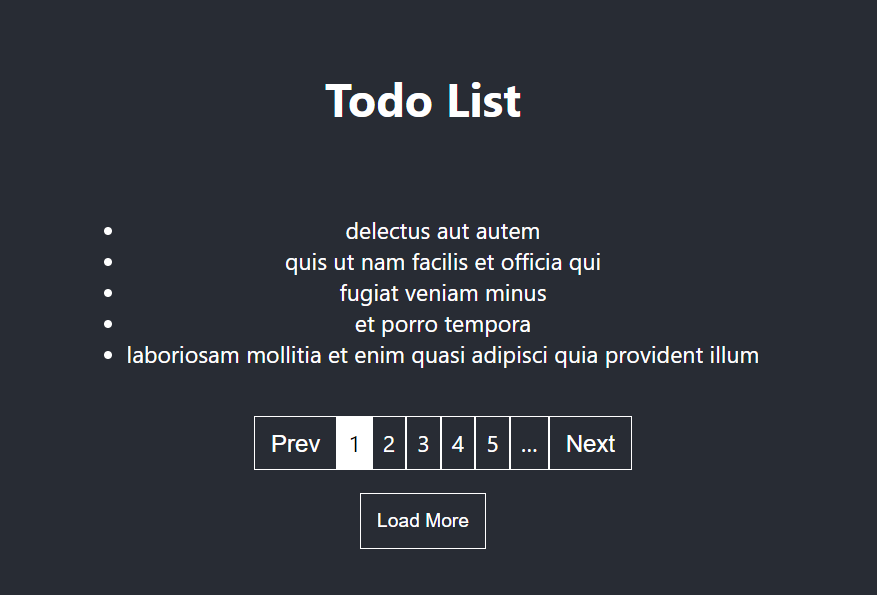 Todo List
delectus aut autem
quis ut nam facilis et officia qui
fugiat veniam minus
et porro tempora
laboriosam mollitia et enim quasi adipisci quia provident illum
Prev 1 2 3 4 5 ... Next
Load More